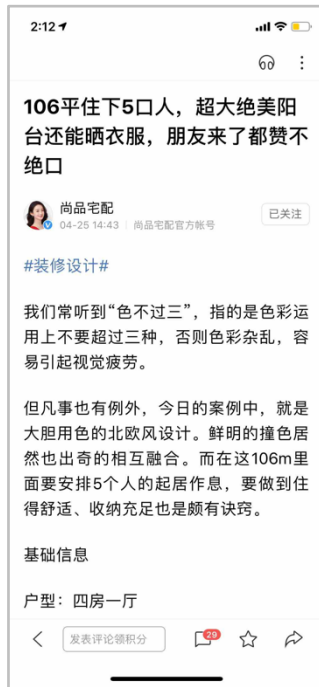 2:12
106平住下5口人，超大绝美阳
台还能晒衣服，朋友来了都赞不
绝口
尚品宅配
04-25 14:43 | 尚品宅配官方帐号
已关注
#装修设计#
我们常听到“色不过三”，指的是色彩运
用上不要超过三种，否则色彩杂乱，容
易引起视觉疲劳。
但凡事也有例外，今日的案例中，就是
大胆用色的北欧风设计。鲜明的撞色居
然也出奇的相互融合。而在这106m里
面要安排5个人的起居作息，要做到住
得舒适、收纳充足也是颇有诀窍。
基础信息
户型：四房一厅
发表评论领积分
29